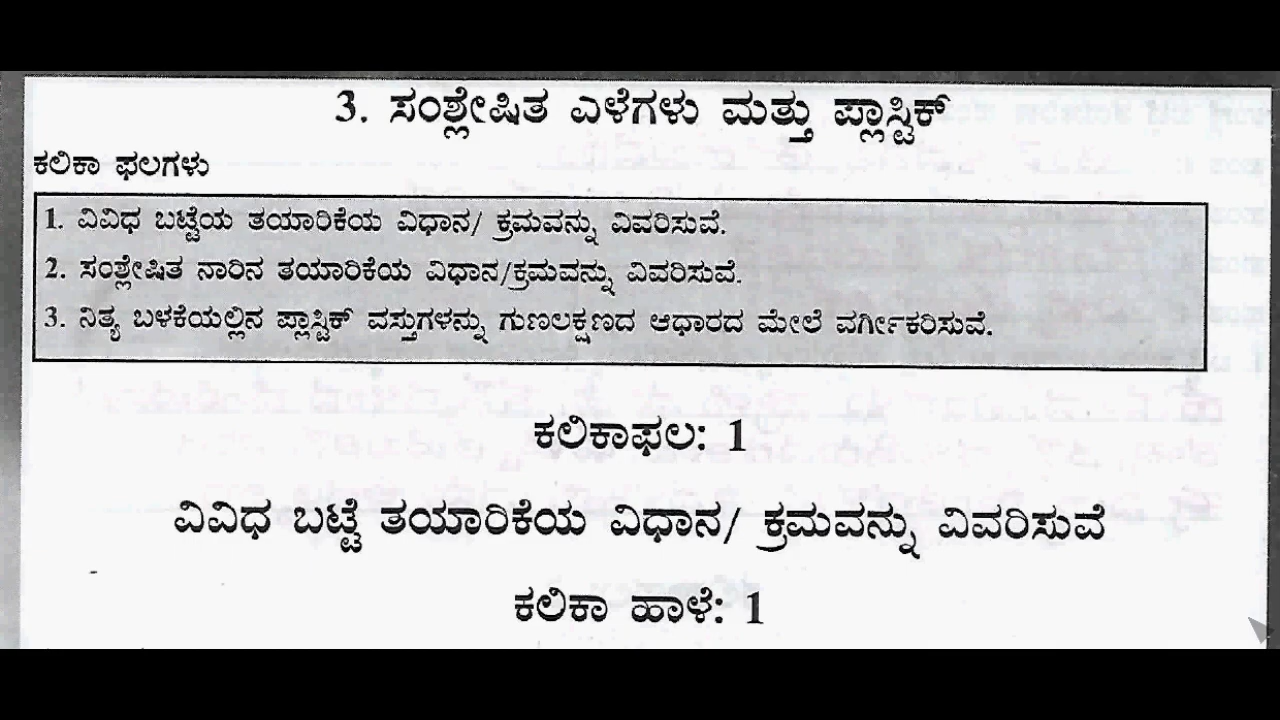 3. ಸಂಶ್ಲೇಷಿತ ಎಳೆಗಳು ಮತ್ತು ಪ್ಲಾಸ್ಟಿಕ್
ಕಲಿಕಾ ಫಲಗಳು
1. ವಿವಿಧ ಬಟ್ಟೆಯ ತಯಾರಿಕೆಯ ವಿಧಾನ/ ಕ್ರಮವನ್ನು ವಿವರಿಸುವೆ.
2. ಸಂಶ್ಲೇಷಿತ ನಾರಿನ ತಯಾರಿಕೆಯ ವಿಧಾನ/ಕ್ರಮವನ್ನು ವಿವರಿಸುವೆ.
3. ನಿತ್ಯ ಬಳಕೆಯಲ್ಲಿನ ಪ್ಲಾಸ್ಟಿಕ್ ವಸ್ತುಗಳನ್ನು ಗುಣಲಕ್ಷಣದ ಆಧಾರದ ಮೇಲೆ ವರ್ಗೀಕರಿಸುವೆ.
ಕಲಿಕಾಫಲ: 1
ವಿವಿಧ ಬಟ್ಟೆ ತಯಾರಿಕೆಯ ವಿಧಾನ/ ಕ್ರಮವನ್ನು ವಿವರಿಸುವೆ
ಕಲಿಕಾ ಹಾಳೆ: 1